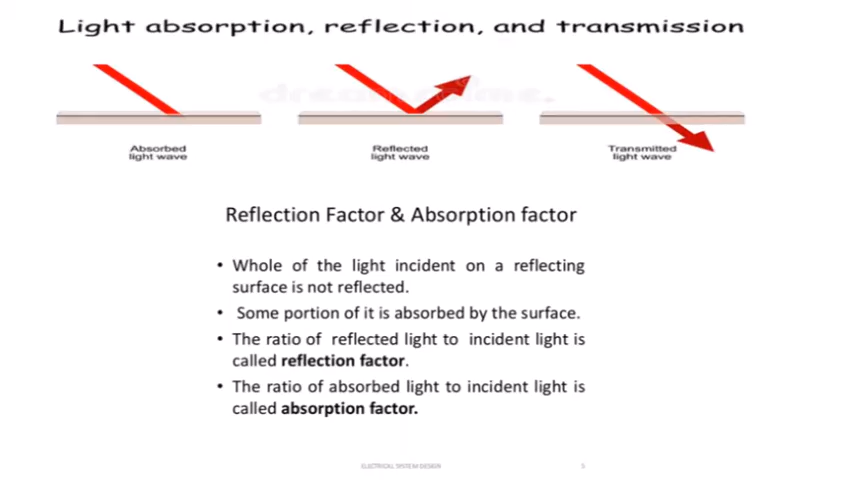 Light absorption, reflection, and transmission
dreamstime.
Absorbed
light wave
Reflected
light wave
Transmitted
light wave
Reflection Factor & Absorption factor
• Whole of the light incident on a reflecting
surface is not reflected.
• Some portion of it is absorbed by the surface.
• The ratio of reflected light to incident light is
called reflection factor.
• The ratio of absorbed light to incident light is
called absorption factor.
ELECTRICAL SYSTEM DESIGN